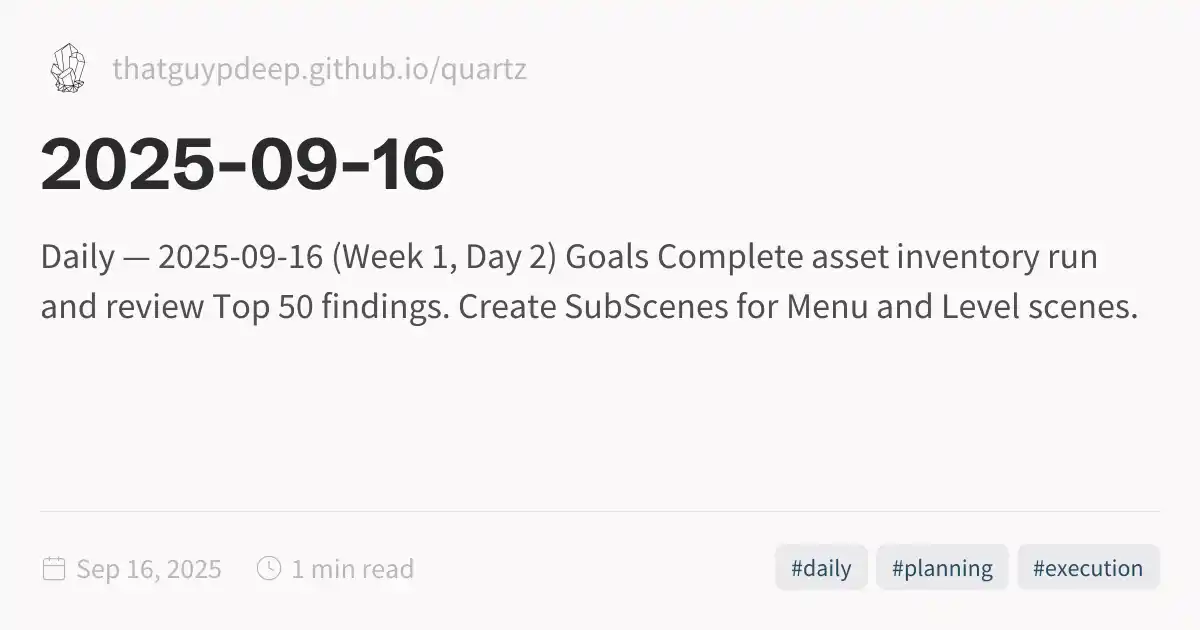 thatguypdeep.github.io/quartz
2025-09-16
Daily — 2025-09-16 (Week 1, Day 2) Goals Complete asset inventory run
and review Top 50 findings. Create SubScenes for Menu and Level scenes.
Sep 16, 2025
1 min read
#daily
#planning
#execution